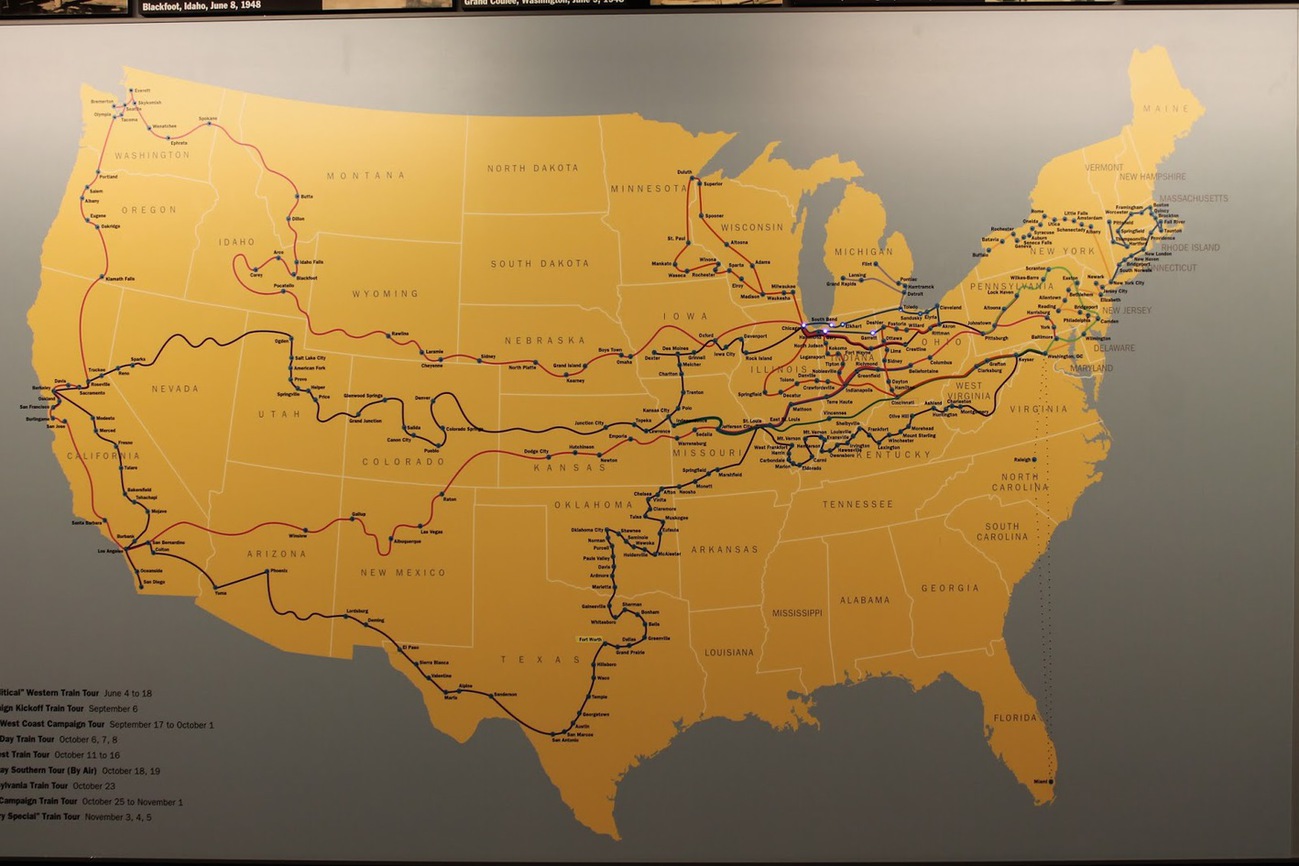 Blackfoot, Idaho, June 8, 1948
Grand Coulee, Washington, June 9, 1948
MAINE
VERMONT
NEW HAMPSHIRE
MASSACHUSETTS
RHODE ISLAND
NEW YORK
PENNSYLVANIA
NEW JERSEY
DELAWARE
MARYLAND
WASHINGTON
OREGON
IDAHO
MONTANA
NORTH DAKOTA
SOUTH DAKOTA
MINNESOTA
WISCONSIN
MICHIGAN
WYOMING
NEBRASKA
IOWA
ILLINOIS
INDIANA
OHIO
WEST
VIRGINIA
VIRGINIA
NEVADA
UTAH
COLORADO
KANSAS
MISSOURI
KENTUCKY
CALIFORNIA
ARIZONA
NEW MEXICO
OKLAHOMA
ARKANSAS
TENNESSEE
NORTH
CAROLINA
SOUTH
CAROLINA
TEXAS
LOUISIANA
MISSISSIPPI
ALABAMA
GEORGIA
FLORIDA
Everett
Bremerton
Skykomish
Seattle
Olympia
Tacoma
Wenatchee
Ephrata
Spokane
Portland
Salem
Albany
Eugene
Oakridge
Klamath Falls
Butte
Dillon
Idaho Falls
Arco
Carey
Blackfoot
Pocatello
Rawlins
Laramie
Cheyenne
Sidney
North Platte
Grand Island
Kearney
Boys Town
Omaha
Duluth
Superior
Spooner
St. Paul
Altoona
Mankato
Waseca
Rochester
Winona
Sparta
Elroy
Adams
Madison
Waukesha
Milwaukee
Chicago
South Bend
Elkhart
Flint
Lansing
Grand Rapids
Pontiac
Hamtramck
Detroit
Toledo
Cleveland
Sandusky
Elyria
Akron
Rittman
Willard
Fostoria
Deshler
Garrett
Ottawa
Lima
Crestline
Sidney
Columbus
Bellefontaine
Dayton
Hamilton
Cincinnati
Ogden
Salt Lake City
American Fork
Provo
Springville
Helper
Price
Grand Junction
Glenwood Springs
Salida
Canon City
Pueblo
Denver
Colorado Springs
Reno
Sparks
Truckee
Roseville
Davis
Berkeley
Oakland
San Francisco
Burlingame
San Jose
Sacramento
Modesto
Merced
Fresno
Tulare
Bakersfield
Tehachapi
Mojave
Santa Barbara
Burbank
Los Angeles
San Bernardino
Colton
Oceanside
San Diego
Yuma
Phoenix
Winslow
Gallup
Albuquerque
Las Vegas
Raton
Lordsburg
Deming
El Paso
Sierra Blanca
Valentine
Marfa
Alpine
Sanderson
San Antonio
San Marcos
Austin
Georgetown
Temple
Waco
Hillsboro
Fort Worth
Grand Prairie
Dallas
Greenville
Bells
Bonham
Sherman
Whitesboro
Gainesville
Marietta
Ardmore
Davis
Pauls Valley
Purcell
Norman
Oklahoma City
Shawnee
Seminole
Wewoka
Holdenville
McAlester
Eufaula
Muskogee
Tulsa
Claremore
Vinita
Chelsea
Afton
Neosho
Monett
Springfield
Marshfield
Dodge City
Hutchinson
Newton
Emporia
Junction City
Topeka
Lawrence
Kansas City
Independence
Warrensburg
Sedalia
Jefferson City
St. Louis
East St. Louis
Polo
Trenton
Chariton
Melcher
Des Moines
Dexter
Grinnell
Oxford
Iowa City
Davenport
Rock Island
Springfield
Decatur
Tolono
Danville
Crawfordsville
Mattoon
Terre Haute
Vincennes
Indianapolis
Greenfield
Richmond
Noblesville
Tipton
Kokomo
Logansport
North Judson
Fort Wayne
Mt. Vernon
West Frankfort
Herrin
Carbondale
Marion
Eldorado
Carmi
Mt. Vernon
Henderson
Evansville
Owensboro
Hawesville
Irvington
Louisville
Shelbyville
Frankfort
Lexington
Winchester
Mount Sterling
Morehead
Olive Hill
Ashland
Huntington
Charleston
Montgomery
Clarksburg
Grafton
Keyser
Washington, DC
Baltimore
Wilmington
Philadelphia
Camden
Bridgeport
York
Harrisburg
Reading
Allentown
Bethlehem
Easton
Scranton
Wilkes-Barre
Lock Haven
Altoona
Johnstown
Pittsburgh
Newark
New York City
Jersey City
Elizabeth
Buffalo
Batavia
Rochester
Geneva
Seneca Falls
Auburn
Syracuse
Oneida
Rome
Utica
Little Falls
Amsterdam
Schenectady
Albany
Pittsfield
Springfield
Worcester
Framingham
Boston
Quincy
Brockton
Fall River
Taunton
Providence
New London
New Haven
Bridgeport
South Norwalk
Hartford
Raleigh
Miami
litical" Western Train Tour June 4 to 18
aign Kickoff Train Tour September 6
West Coast Campaign Tour September 17 to October 1
Day Train Tour October 6, 7, 8
est Train Tour October 11 to 16
ay Southern Tour (By Air) October 18, 19
sylvania Train Tour October 23
Campaign Train Tour October 25 to November 1
ry Special" Train Tour November 3, 4, 5